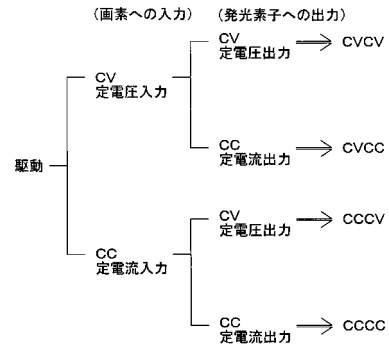 (画素への入力) (発光素子への出力)
CV
定電圧出力
CVCV
CV
定電圧入力
CC
定電流出力
CVCC
駆動
CV
定電圧出力
CCCV
CC
定電流入力
CC
定電流出力
CCCC